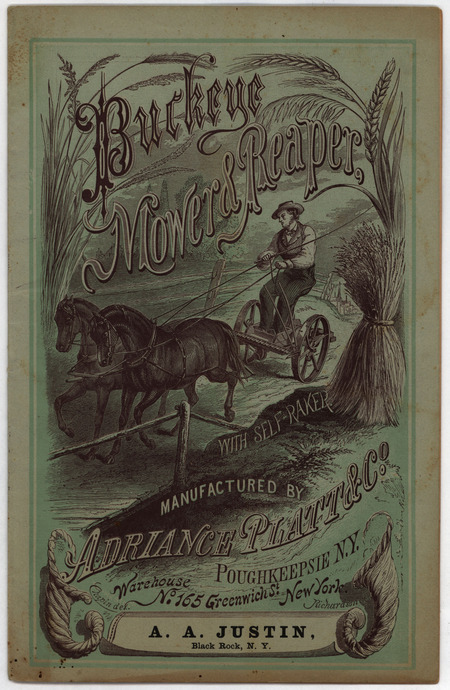 Buckeye
Mower & Reaper,
WITH SELF-RAKER
MANUFACTURED BY
ADRIANCE PLATT & Co.
POUGHKEEPSIE N.Y.
Warehouse
No. 165 Greenwich St. New York.
Richardson
A. A. JUSTIN,
Black Rock, N. Y.